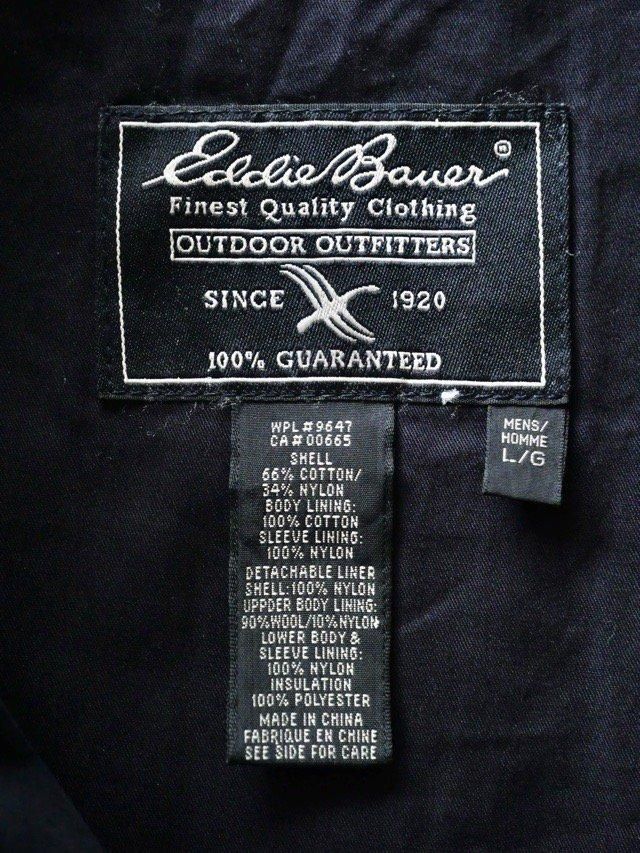 Eddie Bauer®
Finest Quality Clothing
OUTDOOR OUTFITTERS
SINCE 1920
100% GUARANTEED
WPL#9647
CA#00665
SHELL
66% COTTON/
34% NYLON
BODY LINING:
100% COTTON
SLEEVE LINING:
100% NYLON
DETACHABLE LINER
SHELL:100% NYLON
UPPDER BODY LINING:
90%WOOL/10%NYLON
LOWER BODY &
SLEEVE LINING:
100% NYLON
INSULATION
100% POLYESTER
MADE IN CHINA
FABRIQUE EN CHINE
SEE SIDE FOR CARE
MENS/
HOMME
L/G